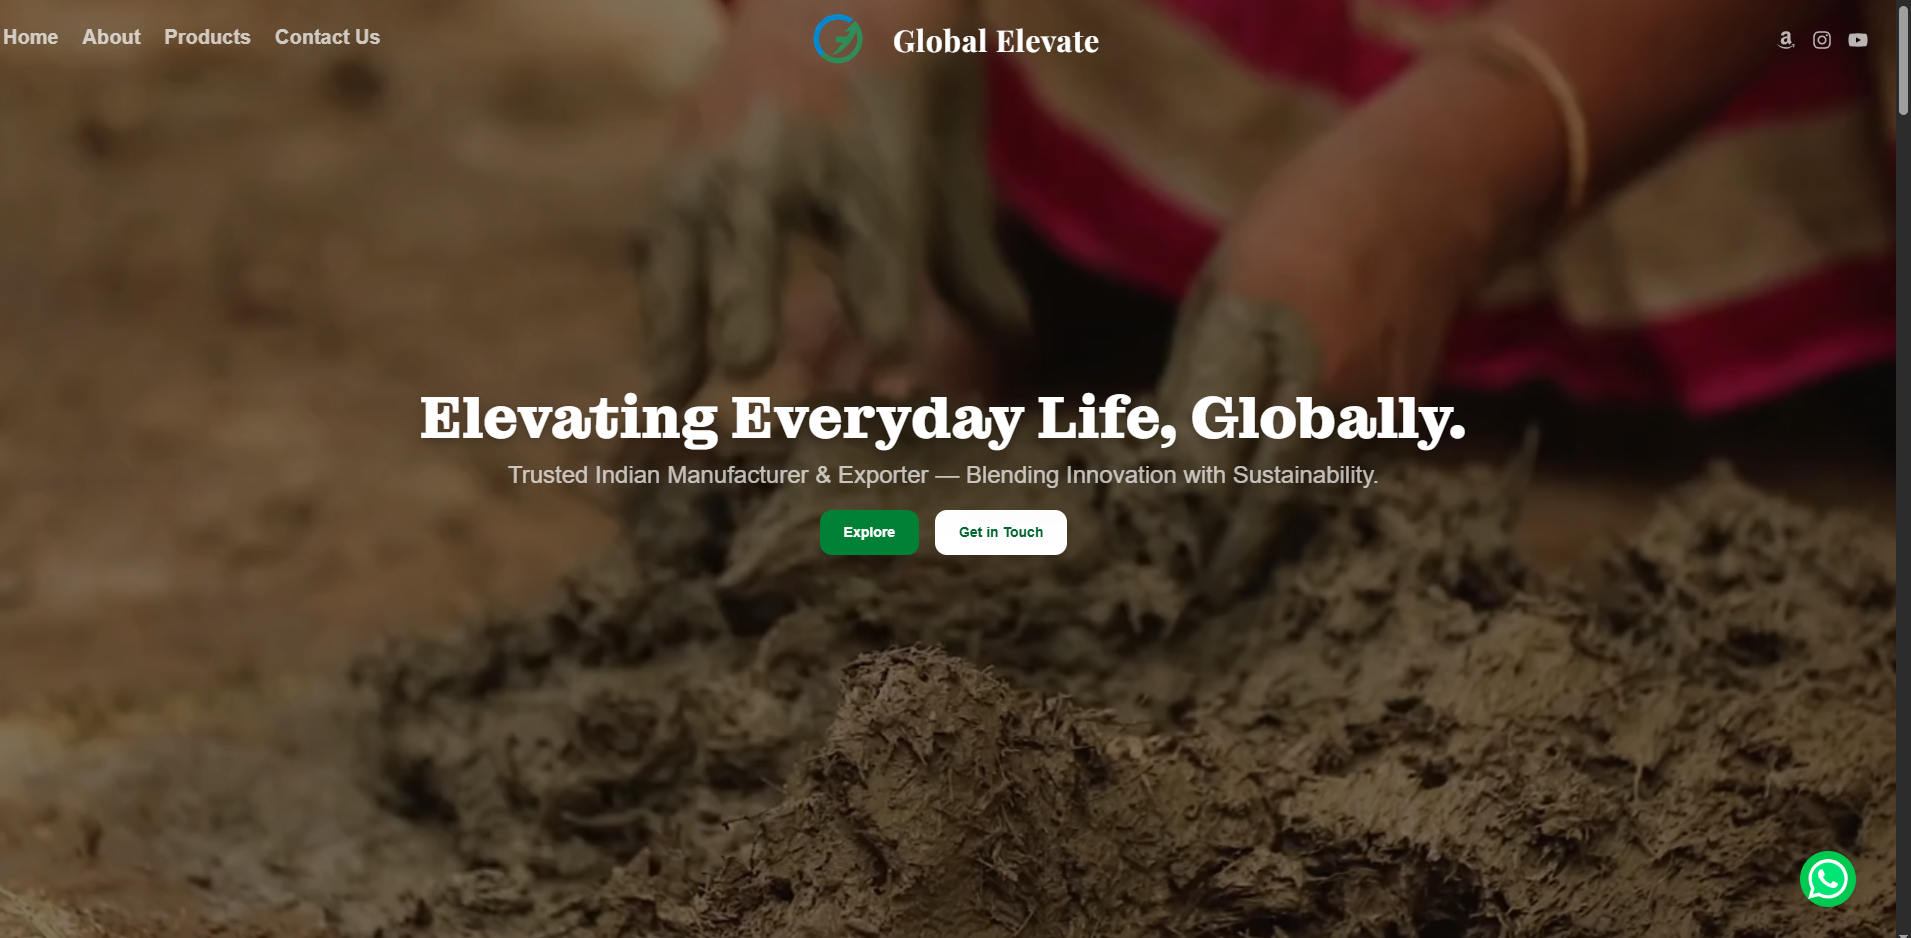 Home About Products Contact Us
Global Elevate
Elevating Everyday Life, Globally.
Trusted Indian Manufacturer & Exporter — Blending Innovation with Sustainability.
Explore Get in Touch